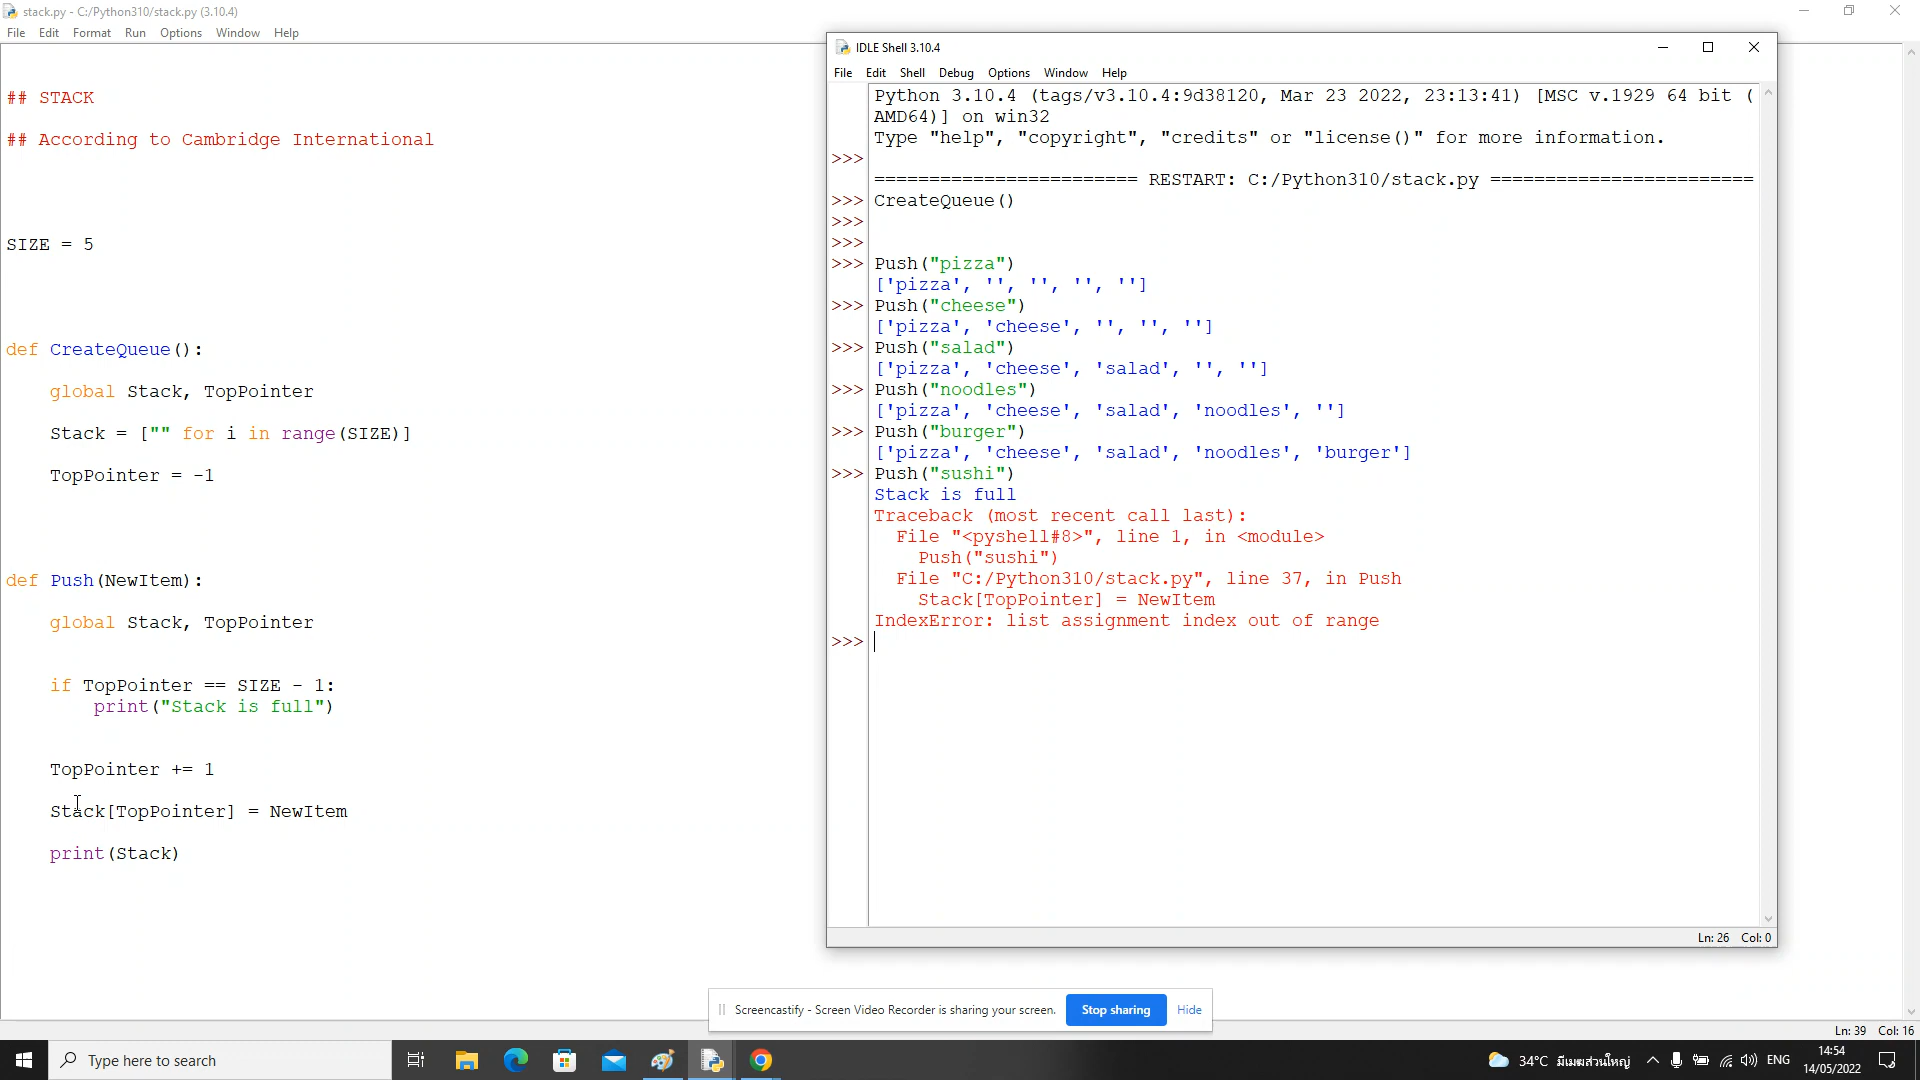 stack.py - C:/Python310/stack.py (3.10.4)
File Edit Format Run Options Window Help
## STACK
## According to Cambridge International
SIZE = 5
def CreateQueue():
global Stack, TopPointer
Stack = ["" for i in range(SIZE)]
TopPointer = -1
def Push(NewItem):
global Stack, TopPointer
if TopPointer == SIZE - 1:
print("Stack is full")
TopPointer += 1
Stack[TopPointer] = NewItem
print(Stack)
IDLE Shell 3.10.4
File Edit Shell Debug Options Window Help
Python 3.10.4 (tags/v3.10.4:9d38120, Mar 23 2022, 23:13:41) [MSC v.1929 64 bit (
AMD64)] on win32
Type "help", "copyright", "credits" or "license()" for more information.
>>>
======================== RESTART: C:/Python310/stack.py ========================
>>> CreateQueue()
>>>
>>>
>>> Push("pizza")
['pizza', '', '', '', '']
>>> Push("cheese")
['pizza', 'cheese', '', '', '']
>>> Push("salad")
['pizza', 'cheese', 'salad', '', '']
>>> Push("noodles")
['pizza', 'cheese', 'salad', 'noodles', '']
>>> Push("burger")
['pizza', 'cheese', 'salad', 'noodles', 'burger']
>>> Push("sushi")
Stack is full
Traceback (most recent call last):
File "<pyshell#8>", line 1, in <module>
Push("sushi")
File "C:/Python310/stack.py", line 37, in Push
Stack[TopPointer] = NewItem
IndexError: list assignment index out of range
>>>
Ln: 26 Col: 0
Screencastify - Screen Video Recorder is sharing your screen. Stop sharing Hide
Ln: 39 Col: 16
Type here to search
34°C มีเมฆส่วนใหญ่ ENG
14:54
14/05/2022